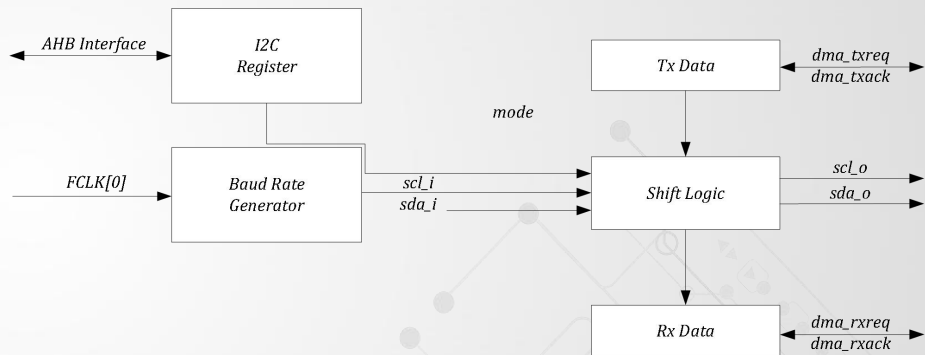 AHB Interface
I2C
Register
Tx Data
dma_txreq
dma_txack
mode
FCLK[0]
Baud Rate
Generator
scl_i
sda_i
Shift Logic
scl_o
sda_o
Rx Data
dma_rxreq
dma_rxack